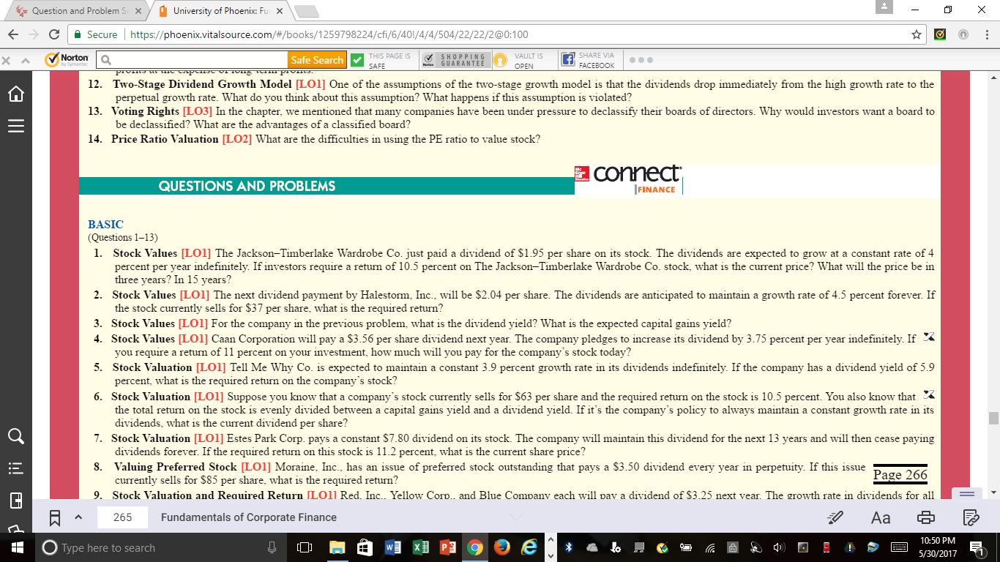 Question and Problem Se
University of Phoenix: Fu
Secure
https://phoenix.vitalsource.com/#/books/1259798224/cfi/6/40!/4/4/504/22/22/2@0:100
Norton
by Symantec
Safe Search
THIS PAGE IS SAFE
Norton
SHOPPING GUARANTEE
VAULT IS OPEN
SHARE VIA FACEBOOK
profits at the expense of long-term profits.
12. Two-Stage Dividend Growth Model [LO1] One of the assumptions of the two-stage growth model is that the dividends drop immediately from the high growth rate to the
perpetual growth rate. What do you think about this assumption? What happens if this assumption is violated?
13. Voting Rights [LO3] In the chapter, we mentioned that many companies have been under pressure to declassify their boards of directors. Why would investors want a board to
be declassified? What are the advantages of a classified board?
14. Price Ratio Valuation [LO2] What are the difficulties in using the PE ratio to value stock?
QUESTIONS AND PROBLEMS
Mc Graw Hill Education
connect
FINANCE
BASIC
(Questions 1–13)
1. Stock Values [LO1] The Jackson–Timberlake Wardrobe Co. just paid a dividend of $1.95 per share on its stock. The dividends are expected to grow at a constant rate of 4
percent per year indefinitely. If investors require a return of 10.5 percent on The Jackson–Timberlake Wardrobe Co. stock, what is the current price? What will the price be in
three years? In 15 years?
2. Stock Values [LO1] The next dividend payment by Halestorm, Inc., will be $2.04 per share. The dividends are anticipated to maintain a growth rate of 4.5 percent forever. If
the stock currently sells for $37 per share, what is the required return?
3. Stock Values [LO1] For the company in the previous problem, what is the dividend yield? What is the expected capital gains yield?
4. Stock Values [LO1] Caan Corporation will pay a $3.56 per share dividend next year. The company pledges to increase its dividend by 3.75 percent per year indefinitely. If
you require a return of 11 percent on your investment, how much will you pay for the company's stock today?
5. Stock Valuation [LO1] Tell Me Why Co. is expected to maintain a constant 3.9 percent growth rate in its dividends indefinitely. If the company has a dividend yield of 5.9
percent, what is the required return on the company's stock?
6. Stock Valuation [LO1] Suppose you know that a company's stock currently sells for $63 per share and the required return on the stock is 10.5 percent. You also know that
the total return on the stock is evenly divided between a capital gains yield and a dividend yield. If it's the company's policy to always maintain a constant growth rate in its
dividends, what is the current dividend per share?
7. Stock Valuation [LO1] Estes Park Corp. pays a constant $7.80 dividend on its stock. The company will maintain this dividend for the next 13 years and will then cease paying
dividends forever. If the required return on this stock is 11.2 percent, what is the current share price?
8. Valuing Preferred Stock [LO1] Moraine, Inc., has an issue of preferred stock outstanding that pays a $3.50 dividend every year in perpetuity. If this issue
currently sells for $85 per share, what is the required return?
Page 266
9. Stock Valuation and Required Return [LO1] Red, Inc., Yellow Corp., and Blue Company each will pay a dividend of $3.25 next year. The growth rate in dividends for all
265
Fundamentals of Corporate Finance
Aa
Type here to search
10:50 PM
5/30/2017
1